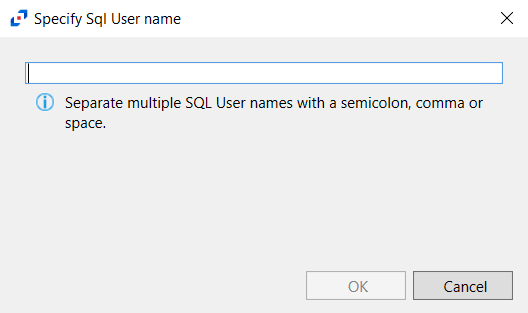 Specify Sql User name
Separate multiple SQL User names with a semicolon, comma or
space.
OK
Cancel